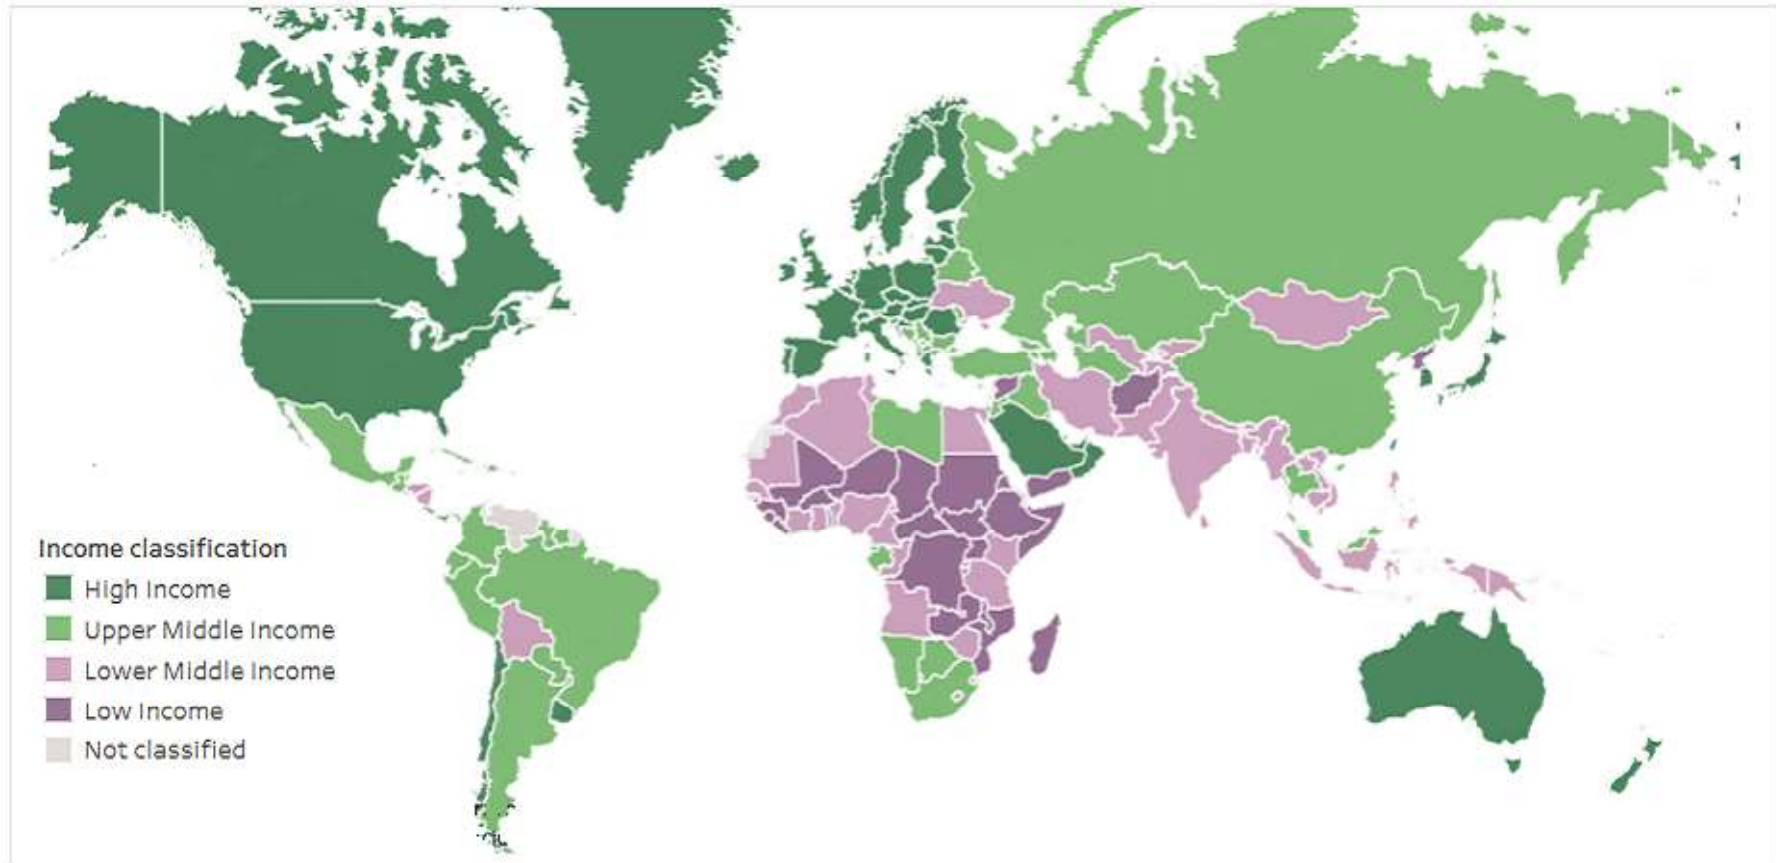 Income classification
High Income
Upper Middle Income
Lower Middle Income
Low Income
Not classified